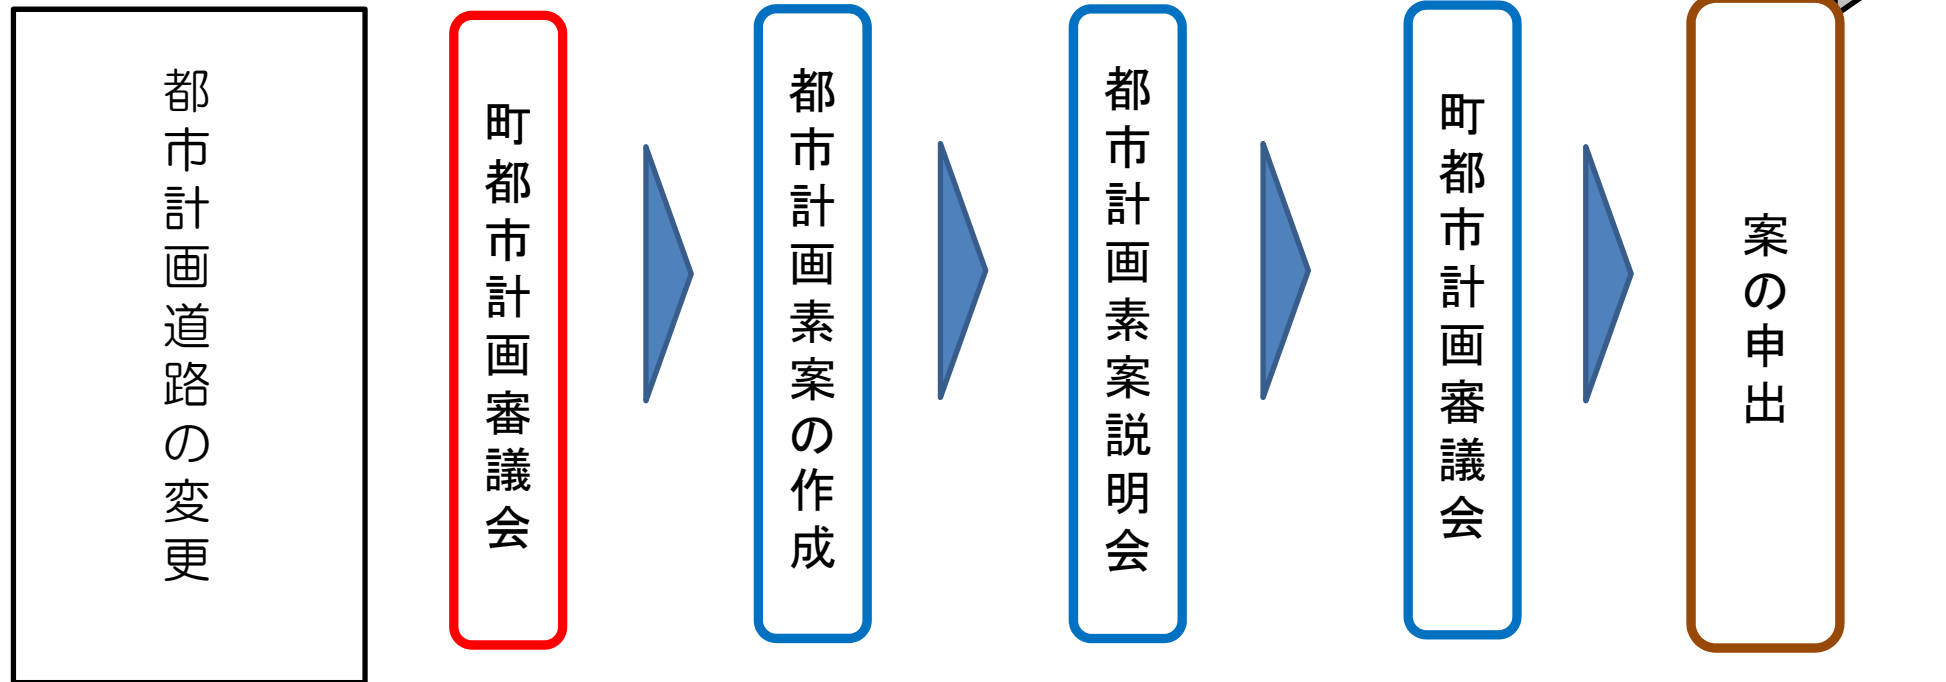 都市計画道路の変更
町都市計画審議会
都市計画素案の作成
都市計画素案説明会
町都市計画審議会
案の申出